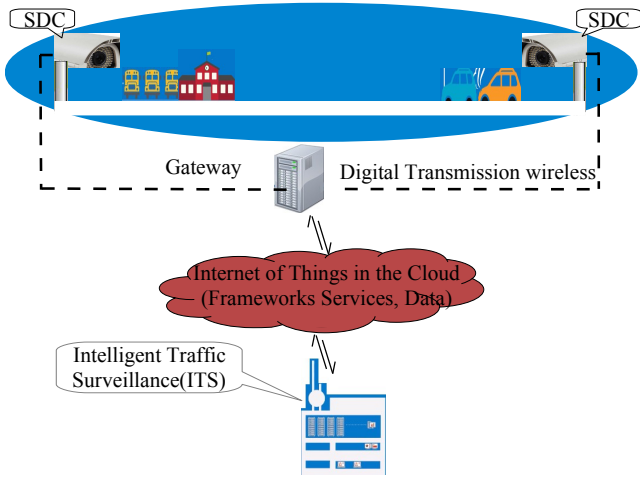 SDC
SDC
Gateway
Digital Transmission wireless
Internet of Things in the Cloud
(Frameworks Services, Data)
Intelligent Traffic
Surveillance(ITS)